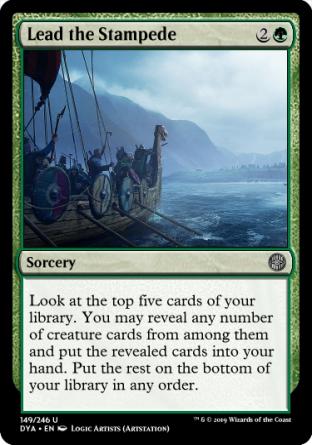 Lead the Stampede 2
Sorcery
Look at the top five cards of your
library. You may reveal any number
of creature cards from among them
and put the revealed cards into your
hand. Put the rest on the bottom of
your library in any order.
149/246 U
DYA • EN LOGIC ARTISTS (ARTSTATION)
™ & © 2019 Wizards of the Coast